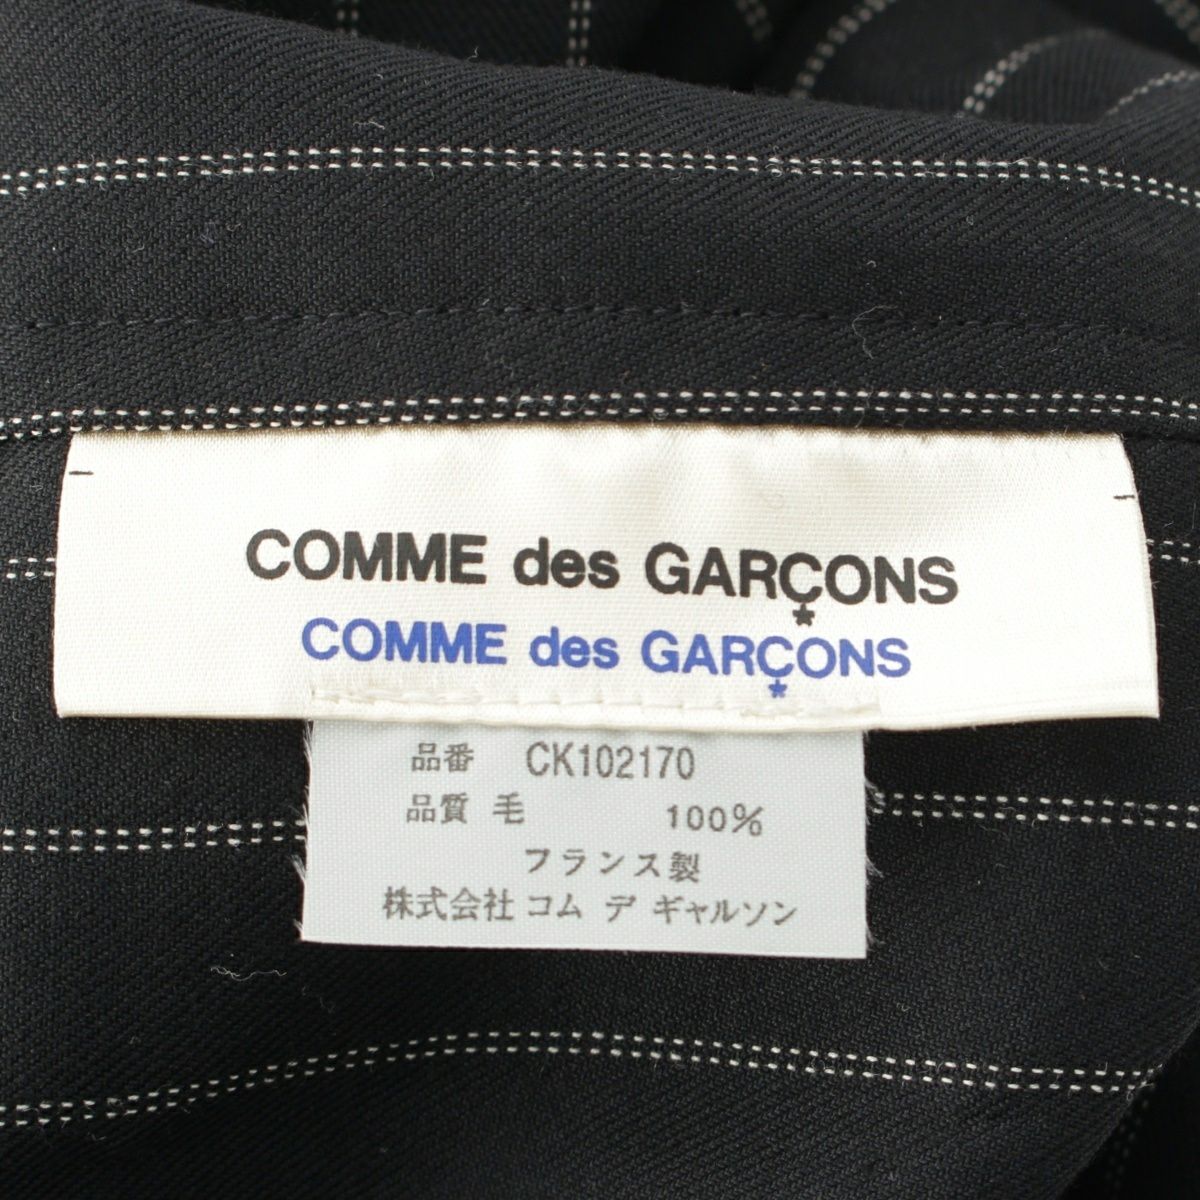 COMME des GARÇONS
COMME des GARÇONS
品番 CK102170
品質 毛 100%
フランス製
株式会社 コム デ ギャルソン